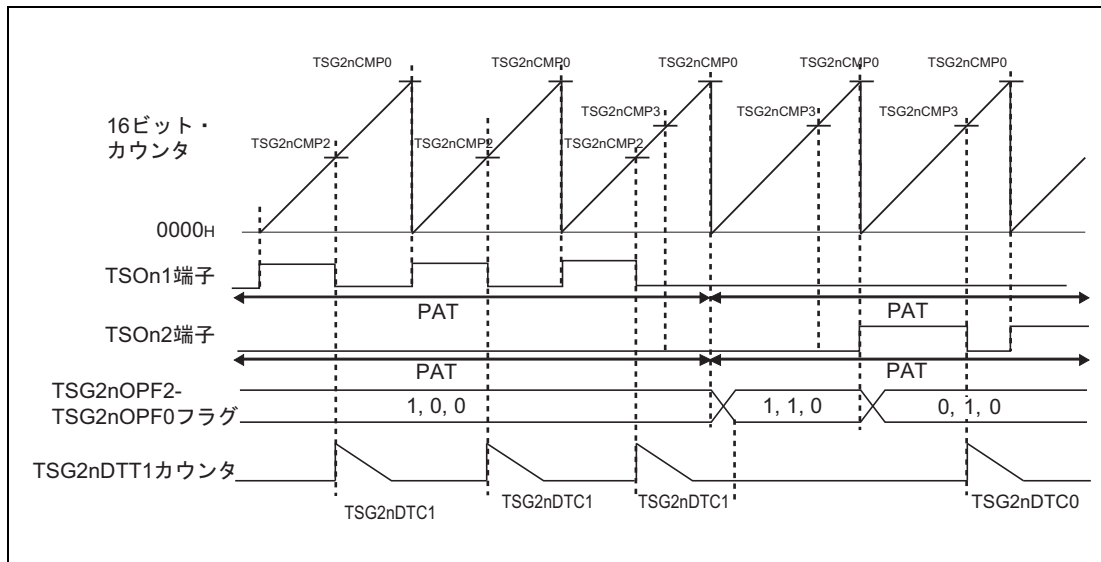 TSG2nCMP0 TSG2nCMP0 TSG2nCMP0 TSG2nCMP0 TSG2nCMP0
16ビット・
カウンタ
TSG2nCMP3 TSG2nCMP3 TSG2nCMP3
TSG2nCMP2 TSG2nCMP2 TSG2nCMP2
0000H
TSOn1端子
PAT PAT
TSOn2端子
PAT PAT
TSG2nOPF2-
TSG2nOPF0フラグ
1, 0, 0 1, 1, 0 0, 1, 0
TSG2nDTT1カウンタ
TSG2nDTC1 TSG2nDTC1 TSG2nDTC1 TSG2nDTC0